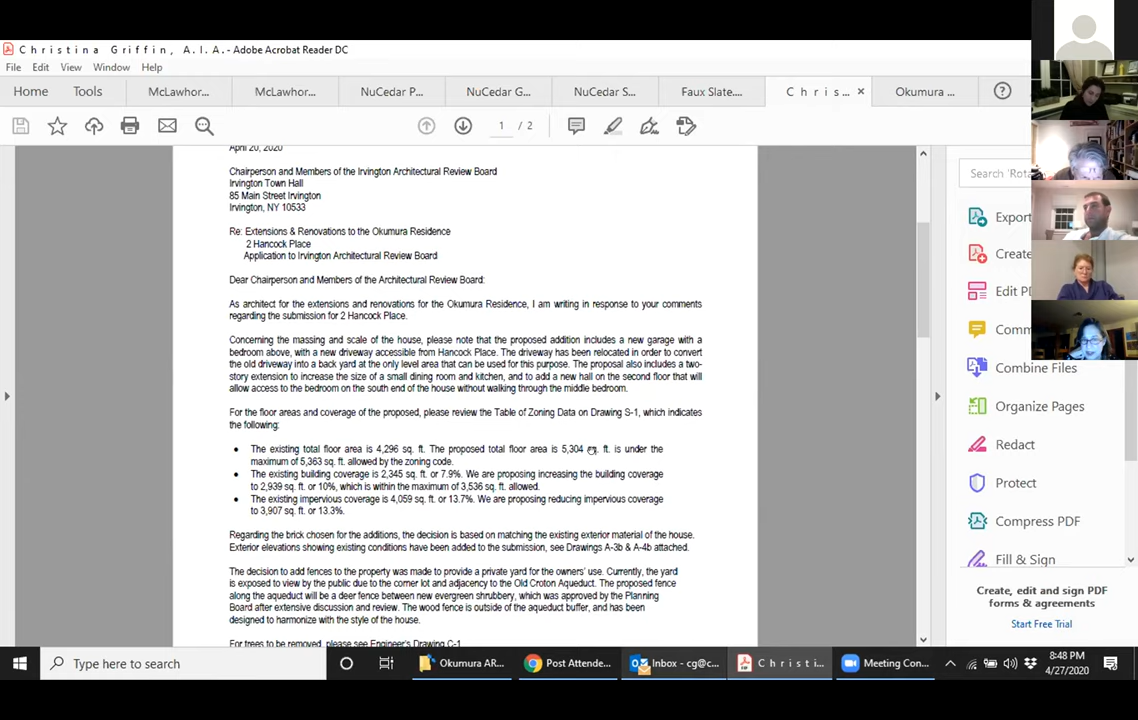 Christina Griffin, A.I.A. - Adobe Acrobat Reader DC
File Edit View Window Help
Home Tools McLawhor... McLawhor... NuCedar P... NuCedar G... NuCedar S... Faux Slate.... Chris... × Okumura ...
1 / 2
April 20, 2020
Chairperson and Members of the Irvington Architectural Review Board
Irvington Town Hall
85 Main Street Irvington
Irvington, NY 10533
Re: Extensions & Renovations to the Okumura Residence
2 Hancock Place
Application to Irvington Architectural Review Board
Dear Chairperson and Members of the Architectural Review Board:
As architect for the extensions and renovations for the Okumura Residence, I am writing in response to your comments
regarding the submission for 2 Hancock Place.
Concerning the massing and scale of the house, please note that the proposed addition includes a new garage with a
bedroom above, with a new driveway accessible from Hancock Place. The driveway has been relocated in order to convert
the old driveway into a back yard at the only level area that can be used for this purpose. The proposal also includes a two-
story extension to increase the size of a small dining room and kitchen, and to add a new hall on the second floor that will
allow access to the bedroom on the south end of the house without walking through the middle bedroom.
For the floor areas and coverage of the proposed, please review the Table of Zoning Data on Drawing S-1, which indicates
the following:
• The existing total floor area is 4,296 sq. ft. The proposed total floor area is 5,304 sq. ft. is under the
maximum of 5,363 sq. ft. allowed by the zoning code.
• The existing building coverage is 2,345 sq. ft. or 7.9%. We are proposing increasing the building coverage
to 2,939 sq. ft. or 10%, which is within the maximum of 3,536 sq. ft. allowed.
• The existing impervious coverage is 4,059 sq. ft. or 13.7%. We are proposing reducing impervious coverage
to 3,907 sq. ft. or 13.3%.
Regarding the brick chosen for the additions, the decision is based on matching the existing exterior material of the house.
Exterior elevations showing existing conditions have been added to the submission, see Drawings A-3b & A-4b attached.
The decision to add fences to the property was made to provide a private yard for the owners' use. Currently, the yard
is exposed to view by the public due to the corner lot and adjacency to the Old Croton Aqueduct. The proposed fence
along the aqueduct will be a deer fence between new evergreen shrubbery, which was approved by the Planning
Board after extensive discussion and review. The wood fence is outside of the aqueduct buffer, and has been
designed to harmonize with the style of the house.
For trees to be removed, please see Engineer's Drawing C-1
Search 'Rota
Export
Create
Edit PD
Comm
Combine Files
Organize Pages
Redact
Protect
Compress PDF
Fill & Sign
Create, edit and sign PDF
forms & agreements
Start Free Trial
Type here to search
Okumura AR...
Post Attende...
Inbox - cg@c...
Christi...
Meeting Con...
8:48 PM
4/27/2020